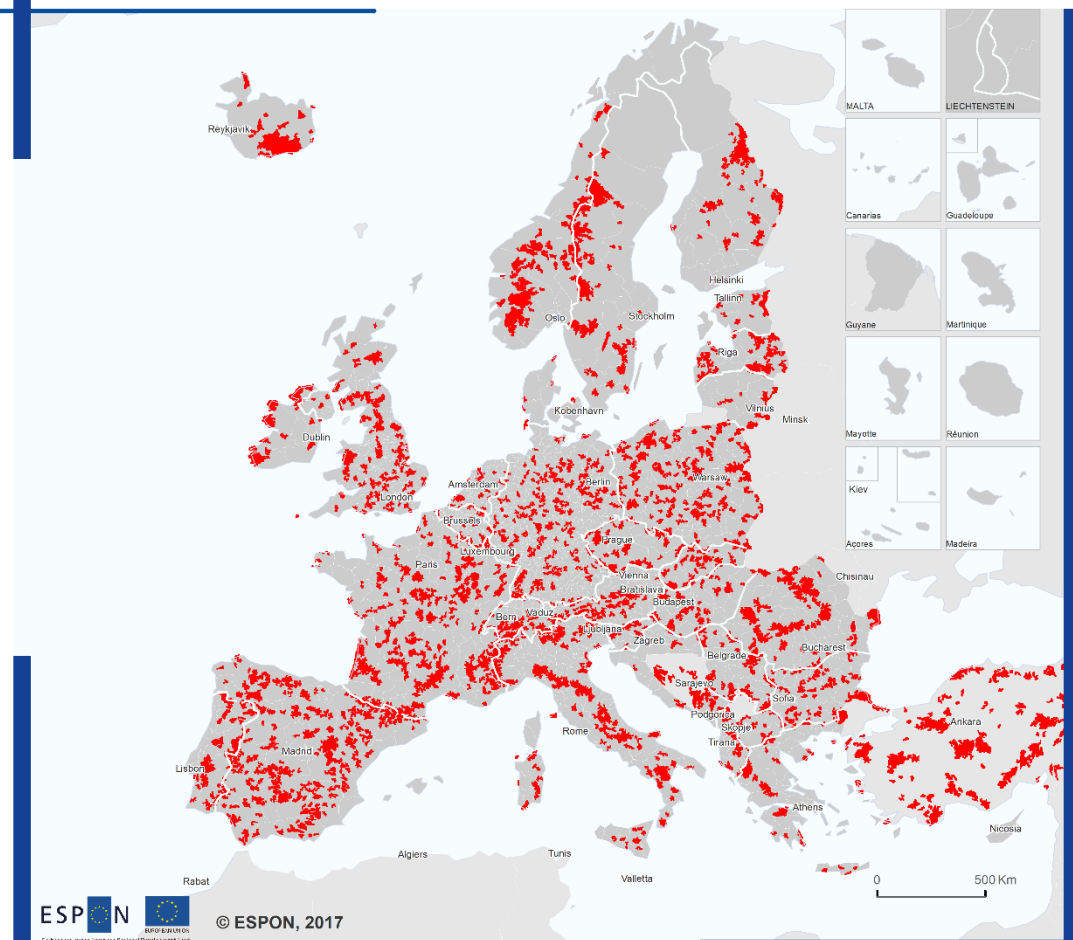 MALTA
LIECHTENSTEIN
Reykjavik
Canarias
Guadeloupe
Helsinki
Tallinn
Guyane
Martinique
Oslo
Stockholm
Riga
Kobenhavn
Vilnius
Minsk
Mayotte
Réunion
Dublin
Amsterdam
Berlin
Warsaw
London
Kiev
Brussels
Prague
Açores
Madeira
Luxembourg
Paris
Vienna
Chisinau
Bratislava
Budapest
Bern
Vaduz
Ljubljana
Zagreb
Bucharest
Belgrade
Sarajevo
Sofia
Podgorica
Ankara
Skopje
Rome
Tirana
Madrid
Lisbon
Athens
Nicosia
Algiers
Tunis
Valletta
Rabat
0 500 Km
ESPON
EUROPEAN UNION
© ESPON, 2017